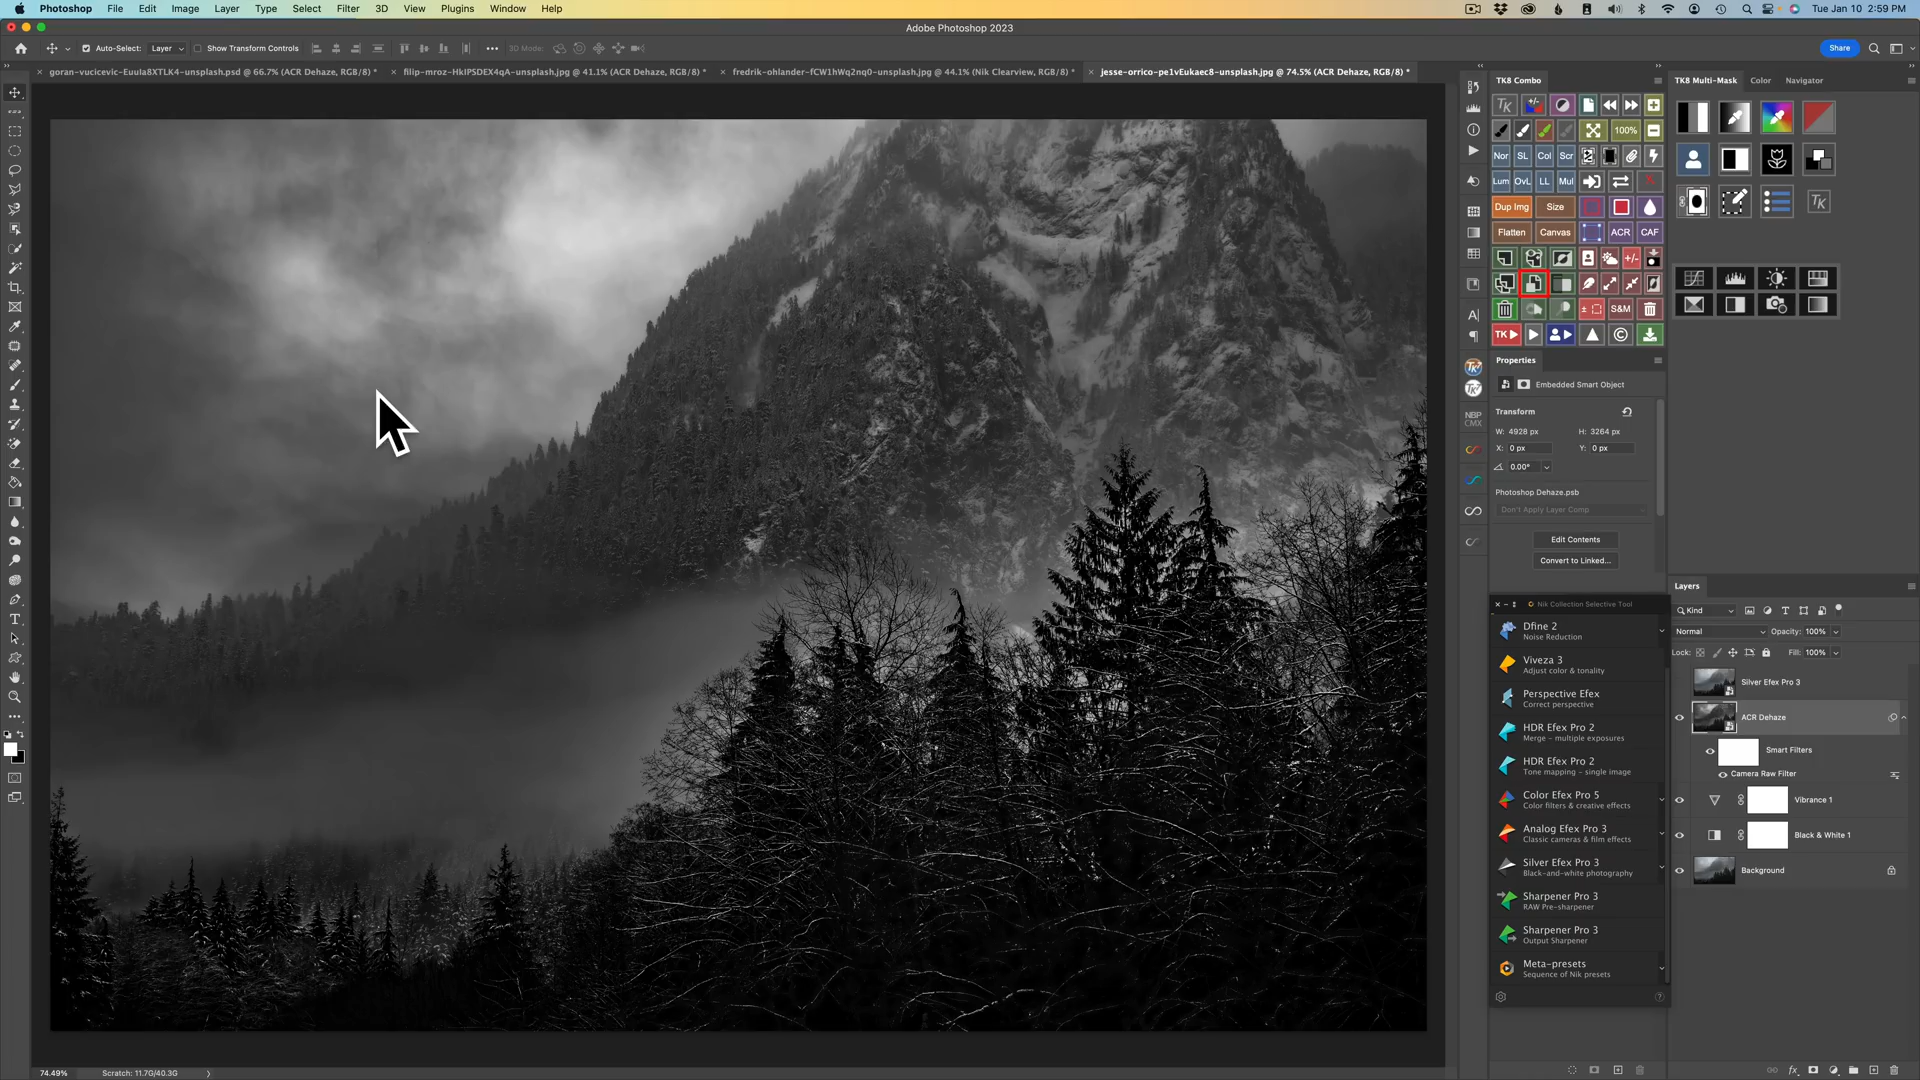 Photoshop File Edit Image Layer Type Select Filter 3D View Plugins Window Help Tue Jan 10 2:59 PM
Adobe Photoshop 2023
Auto-Select: Layer Show Transform Controls 3D Mode: Share
goran-vucicevic-EuuIa8XTLK4-unsplash.psd @ 66.7% (ACR Dehaze, RGB/8) *
filip-mroz-HkIPSDEX4qA-unsplash.jpg @ 41.1% (ACR Dehaze, RGB/8) *
fredrik-ohlander-fCW1hWq2nq0-unsplash.jpg @ 44.1% (Nik Clearview, RGB/8) *
jesse-orrico-pe1vEukaec8-unsplash.jpg @ 74.5% (ACR Dehaze, RGB/8) *
TK8 Combo
TK
100%
Nor SL Col Scr
Lum OvL LL Mul
Dup Img Size
Flatten Canvas ACR CAF
+/-
S&M
TK
NBP
CMX
Properties
Embedded Smart Object
Transform
W: 4928 px H: 3264 px
X: 0 px Y: 0 px
0.00°
Photoshop Dehaze.psb
Don't Apply Layer Comp
Edit Contents
Convert to Linked...
Nik Collection Selective Tool
Dfine 2
Noise Reduction
Viveza 3
Adjust color & tonality
Perspective Efex
Correct perspective
HDR Efex Pro 2
Merge - multiple exposures
HDR Efex Pro 2
Tone mapping - single image
Color Efex Pro 5
Color filters & creative effects
Analog Efex Pro 3
Classic cameras & film effects
Silver Efex Pro 3
Black-and-white photography
Sharpener Pro 3
RAW Pre-sharpener
Sharpener Pro 3
Output Sharpener
Meta-presets
Sequence of Nik presets
TK8 Multi-Mask Color Navigator
TK
Layers
Kind
Normal Opacity: 100%
Lock: Fill: 100%
Silver Efex Pro 3
ACR Dehaze
Smart Filters
Camera Raw Filter
Vibrance 1
Black & White 1
Background
fx
74.49% Scratch: 11.7G/40.3G